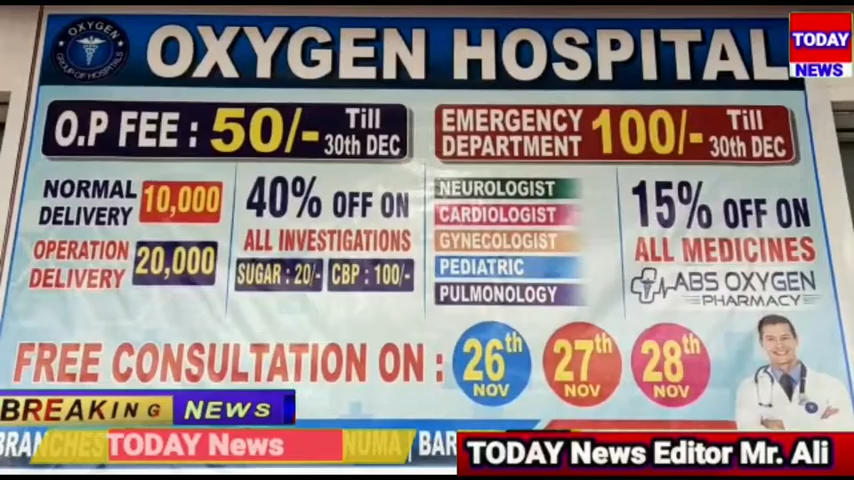 OXYGEN
GROUP OF HOSPITALS
OXYGEN HOSPITAL
TODAY
NEWS
O.P FEE : 50/- Till 30th DEC
EMERGENCY DEPARTMENT 100/- Till 30th DEC
NORMAL DELIVERY 10,000
OPERATION DELIVERY 20,000
40% OFF ON
ALL INVESTIGATIONS
SUGAR : 20/- CBP : 100/-
NEUROLOGIST
CARDIOLOGIST
GYNECOLOGIST
PEDIATRIC
PULMONOLOGY
15% OFF ON
ALL MEDICINES
ABS OXYGEN
PHARMACY
FREE CONSULTATION ON : 26th NOV 27th NOV 28th NOV
BREAKING NEWS
BRANCHES
TODAY News
NUMA | BAR
TODAY News Editor Mr. Ali